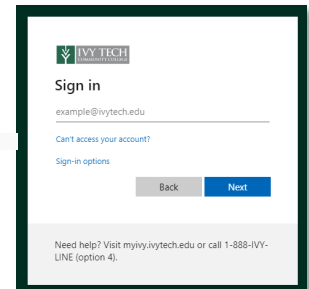 IVY TECH
COMMUNITY COLLEGE
Sign in
example@ivytech.edu
Can't access your account?
Sign-in options
Back Next
Need help? Visit myivy.ivytech.edu or call 1-888-IVY-
LINE (option 4).